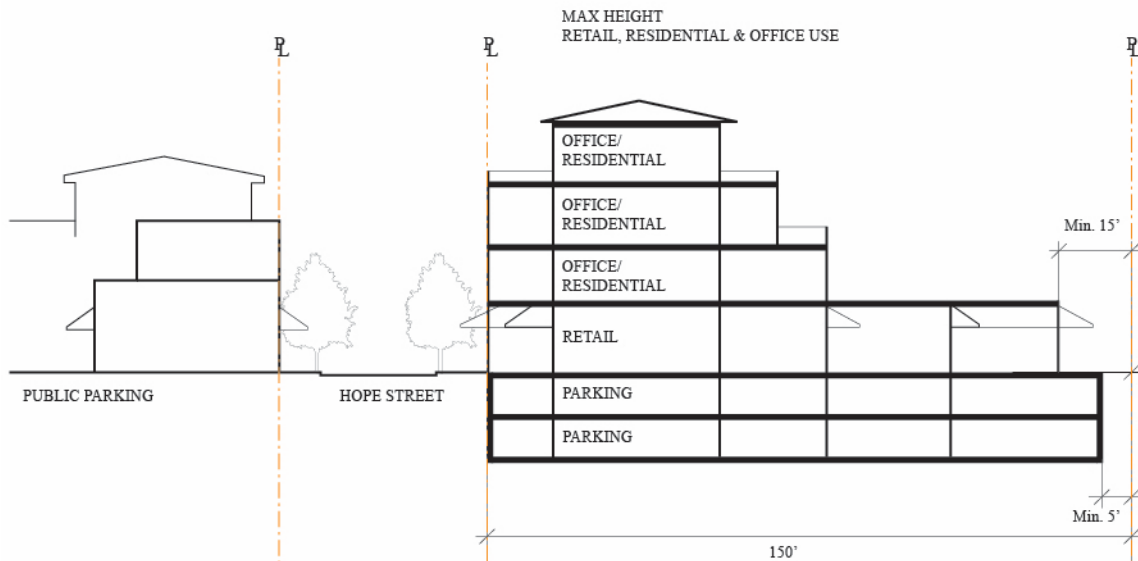 MAX HEIGHT
RETAIL, RESIDENTIAL & OFFICE USE
PL
PL
PL
OFFICE/
RESIDENTIAL
OFFICE/
RESIDENTIAL
Min. 15’
OFFICE/
RESIDENTIAL
RETAIL
PUBLIC PARKING
HOPE STREET
PARKING
PARKING
Min. 5’
150’